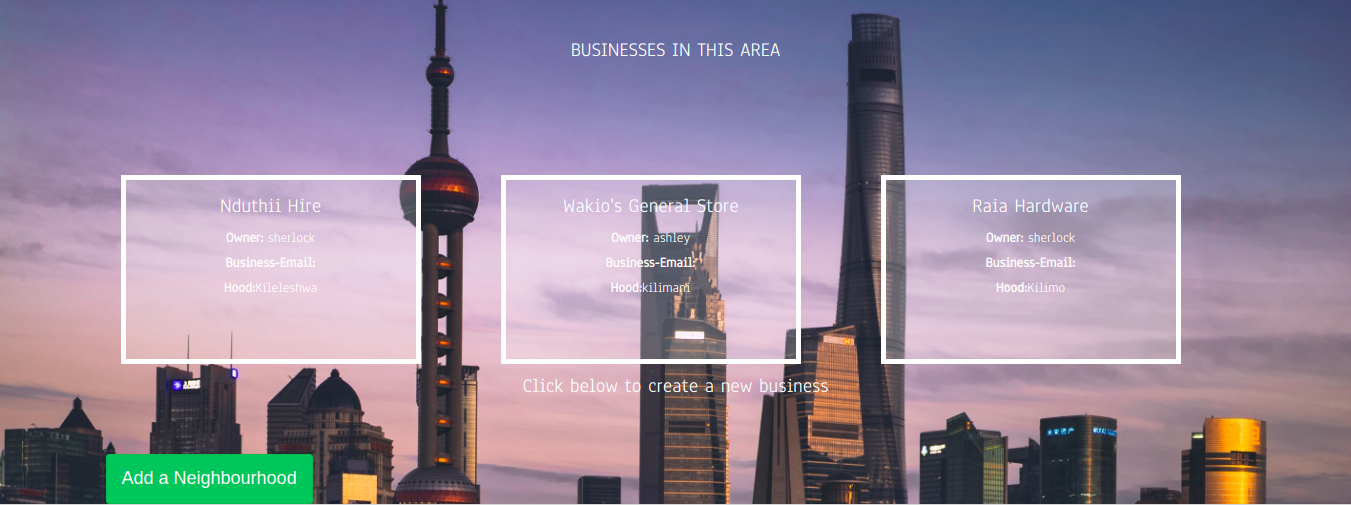 BUSINESSES IN THIS AREA
Nduthii Hire
Owner: sherlock
Business-Email:
Hood:Kileleshwa
Wakio's General Store
Owner: ashley
Business-Email:
Hood:kilimani
Raia Hardware
Owner: sherlock
Business-Email:
Hood:Kilimo
Click below to create a new business
Add a Neighbourhood